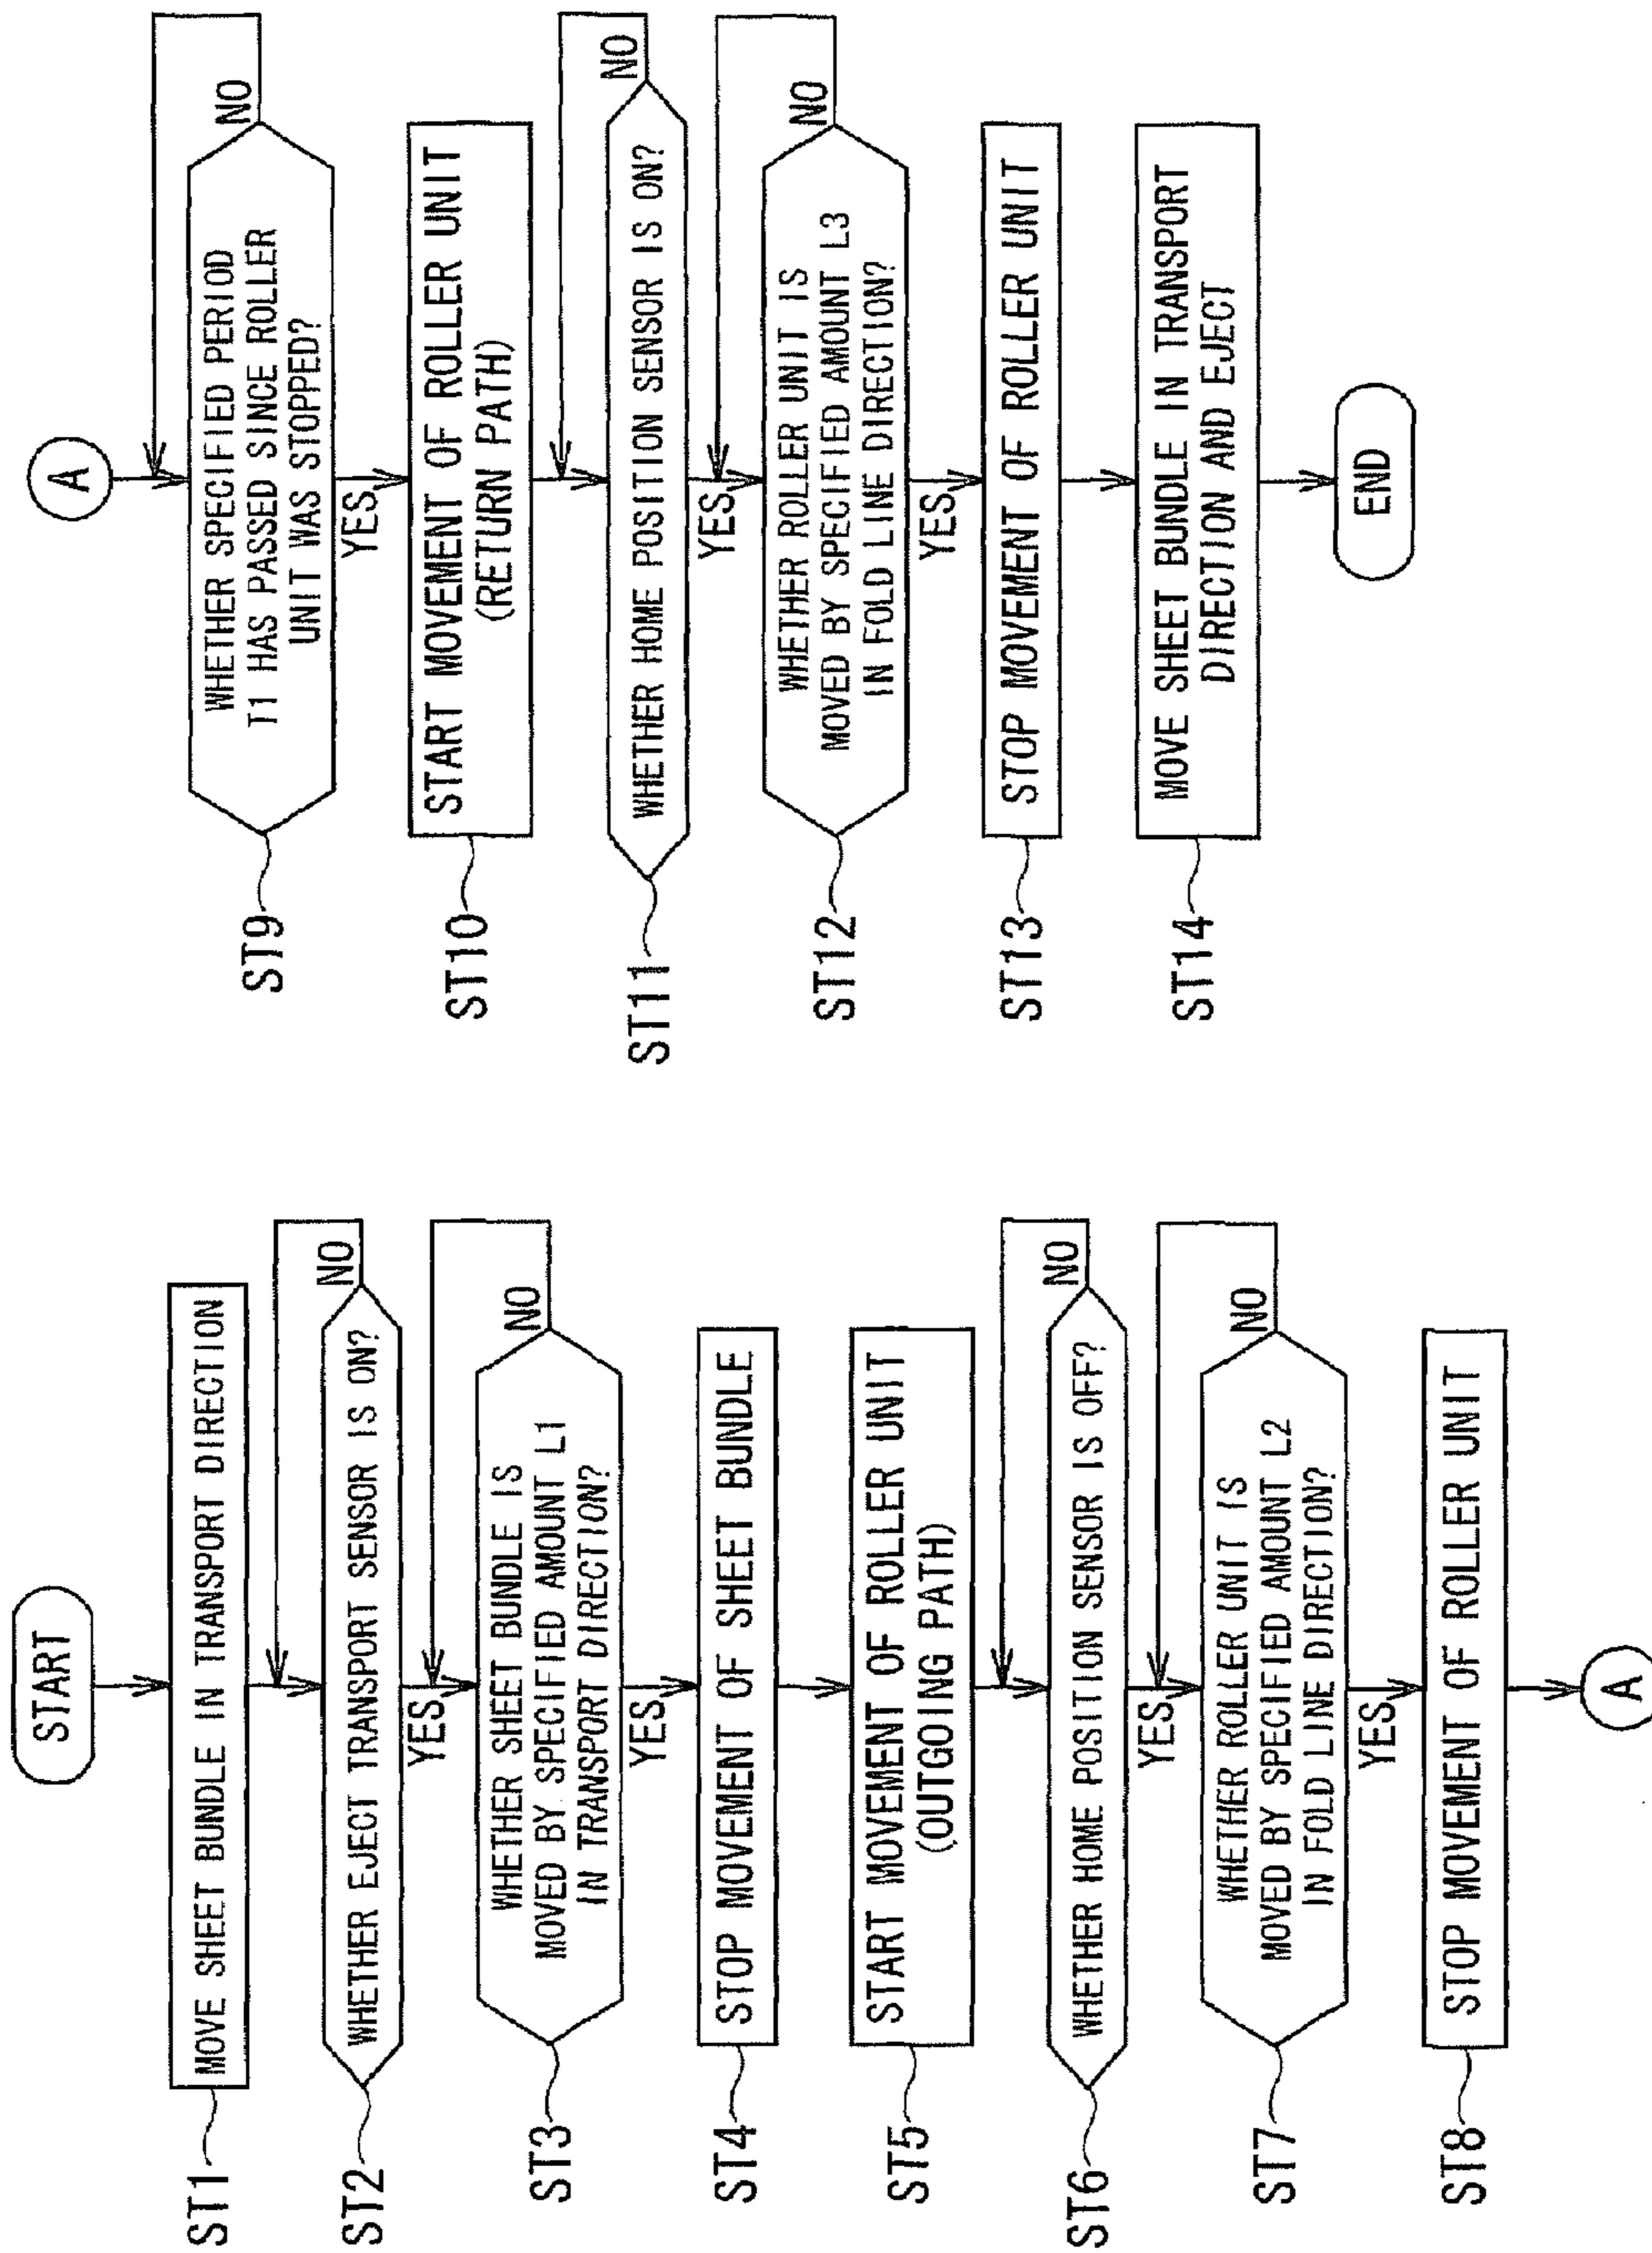 START
ST1
MOVE SHEET BUNDLE IN TRANSPORT DIRECTION
ST2
WHETHER EJECT TRANSPORT SENSOR IS ON?
NO
YES
ST3
WHETHER SHEET BUNDLE IS
MOVED BY SPECIFIED AMOUNT L1
IN TRANSPORT DIRECTION?
NO
YES
ST4
STOP MOVEMENT OF SHEET BUNDLE
ST5
START MOVEMENT OF ROLLER UNIT
(OUTGOING PATH)
ST6
WHETHER HOME POSITION SENSOR IS OFF?
NO
YES
ST7
WHETHER ROLLER UNIT IS
MOVED BY SPECIFIED AMOUNT L2
IN FOLD LINE DIRECTION?
NO
YES
ST8
STOP MOVEMENT OF ROLLER UNIT
A
A
ST9
WHETHER SPECIFIED PERIOD
T1 HAS PASSED SINCE ROLLER
UNIT WAS STOPPED?
NO
YES
ST10
START MOVEMENT OF ROLLER UNIT
(RETURN PATH)
ST11
WHETHER HOME POSITION SENSOR IS ON?
NO
YES
ST12
WHETHER ROLLER UNIT IS
MOVED BY SPECIFIED AMOUNT L3
IN FOLD LINE DIRECTION?
NO
YES
ST13
STOP MOVEMENT OF ROLLER UNIT
ST14
MOVE SHEET BUNDLE IN TRANSPORT
DIRECTION AND EJECT
END